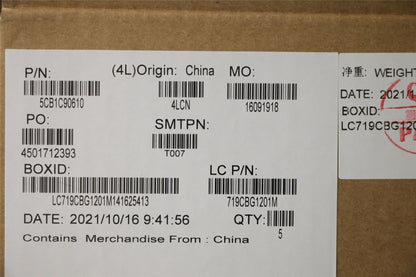 P/N: (4L)Origin: China MO:
5CB1C90610 4LCN 16091918
PO: SMTPN:
4501712393 T007
BOXID: LC P/N:
LC719CBG1201M141625413 719CBG1201M
DATE: 2021/10/16 9:41:56 QTY:
5
Contains Merchandise From : China
净重: WEIGHT
DATE: 2021/1
BOXID:
LC719CBG120